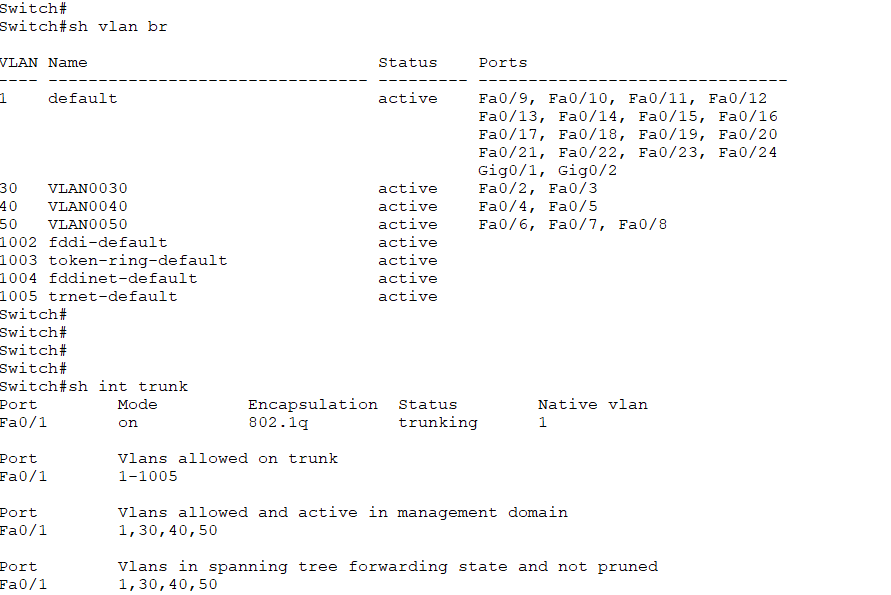 Switch#
Switch#sh vlan br
VLAN Name                             Status    Ports
---- -------------------------------- --------- -------------------------------
1    default                          active    Fa0/9, Fa0/10, Fa0/11, Fa0/12
                                                Fa0/13, Fa0/14, Fa0/15, Fa0/16
                                                Fa0/17, Fa0/18, Fa0/19, Fa0/20
                                                Fa0/21, Fa0/22, Fa0/23, Fa0/24
                                                Gig0/1, Gig0/2
30   VLAN0030                         active    Fa0/2, Fa0/3
40   VLAN0040                         active    Fa0/4, Fa0/5
50   VLAN0050                         active    Fa0/6, Fa0/7, Fa0/8
1002 fddi-default                     active
1003 token-ring-default               active
1004 fddinet-default                  active
1005 trnet-default                    active
Switch#
Switch#
Switch#
Switch#
Switch#sh int trunk
Port        Mode         Encapsulation  Status        Native vlan
Fa0/1       on           802.1q         trunking      1
Port        Vlans allowed on trunk
Fa0/1       1-1005
Port        Vlans allowed and active in management domain
Fa0/1       1,30,40,50
Port        Vlans in spanning tree forwarding state and not pruned
Fa0/1       1,30,40,50